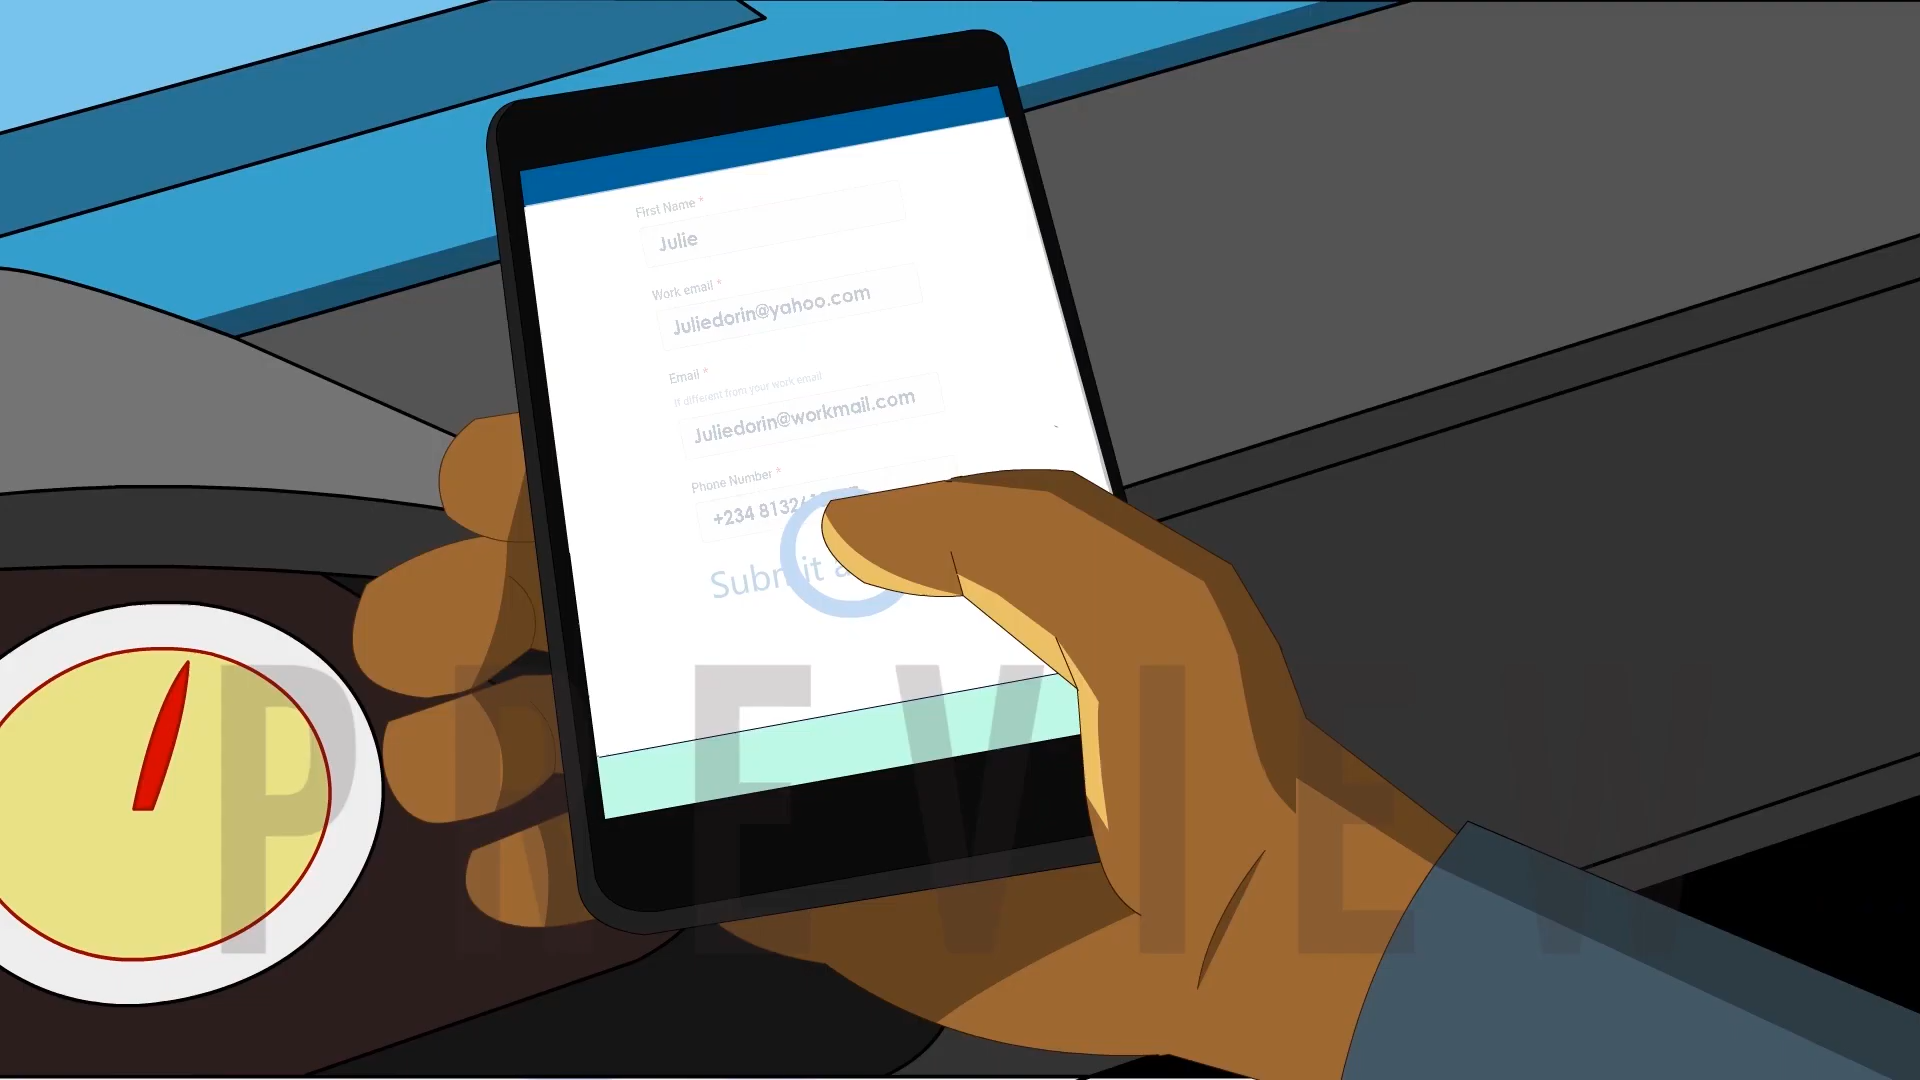 First Name *
Julie
Work email *
Juliedorin@yahoo.com
Email *
If different from your work email
Juliedorin@workmail.com
Phone Number *
+234 8132
Submit
PREVIEW